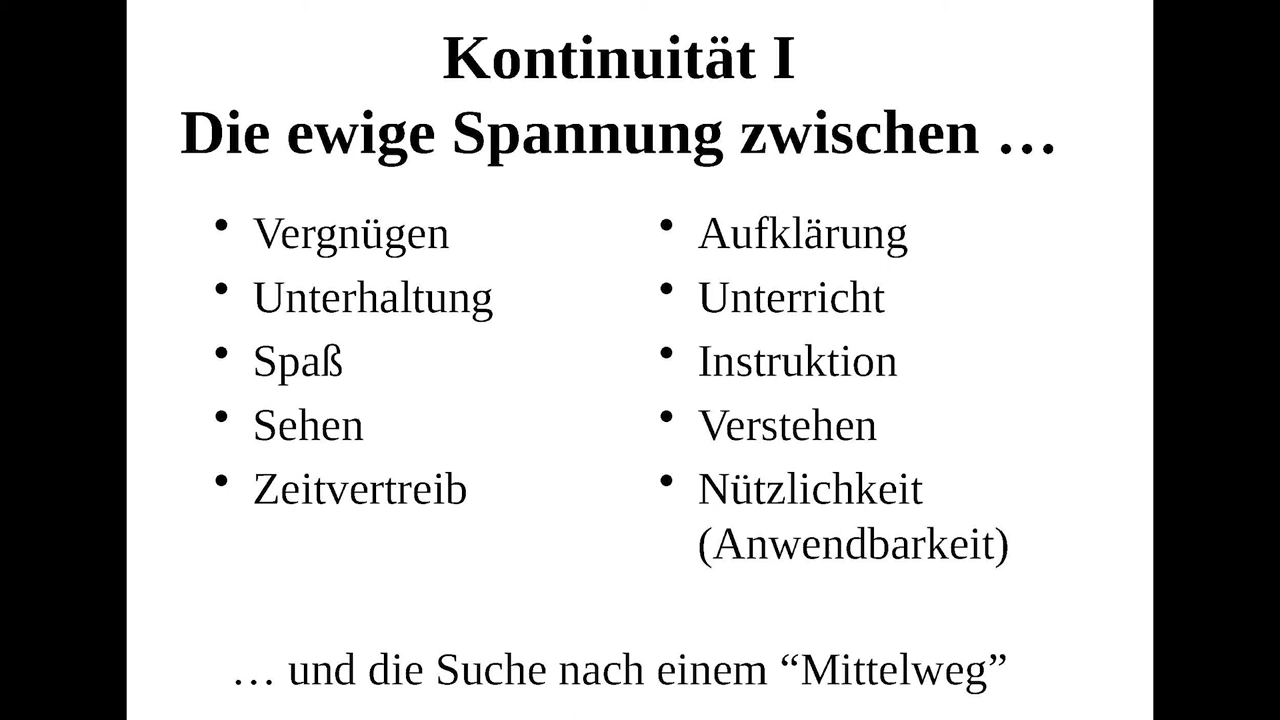 Kontinuität I
Die ewige Spannung zwischen …
• Vergnügen
• Unterhaltung
• Spaß
• Sehen
• Zeitvertreib
• Aufklärung
• Unterricht
• Instruktion
• Verstehen
• Nützlichkeit
(Anwendbarkeit)
… und die Suche nach einem “Mittelweg”